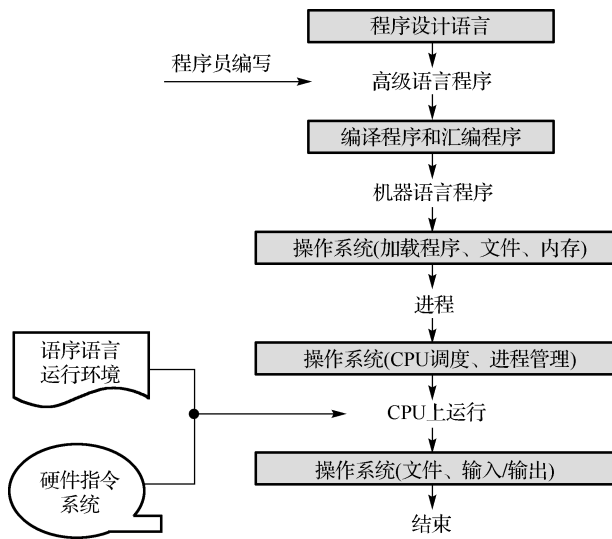 程序设计语言
程序员编写
高级语言程序
编译程序和汇编程序
机器语言程序
操作系统(加载程序、文件、内存)
进程
语序语言
运行环境
操作系统(CPU调度、进程管理)
CPU上运行
硬件指令
系统
操作系统(文件、输入/输出)
结束